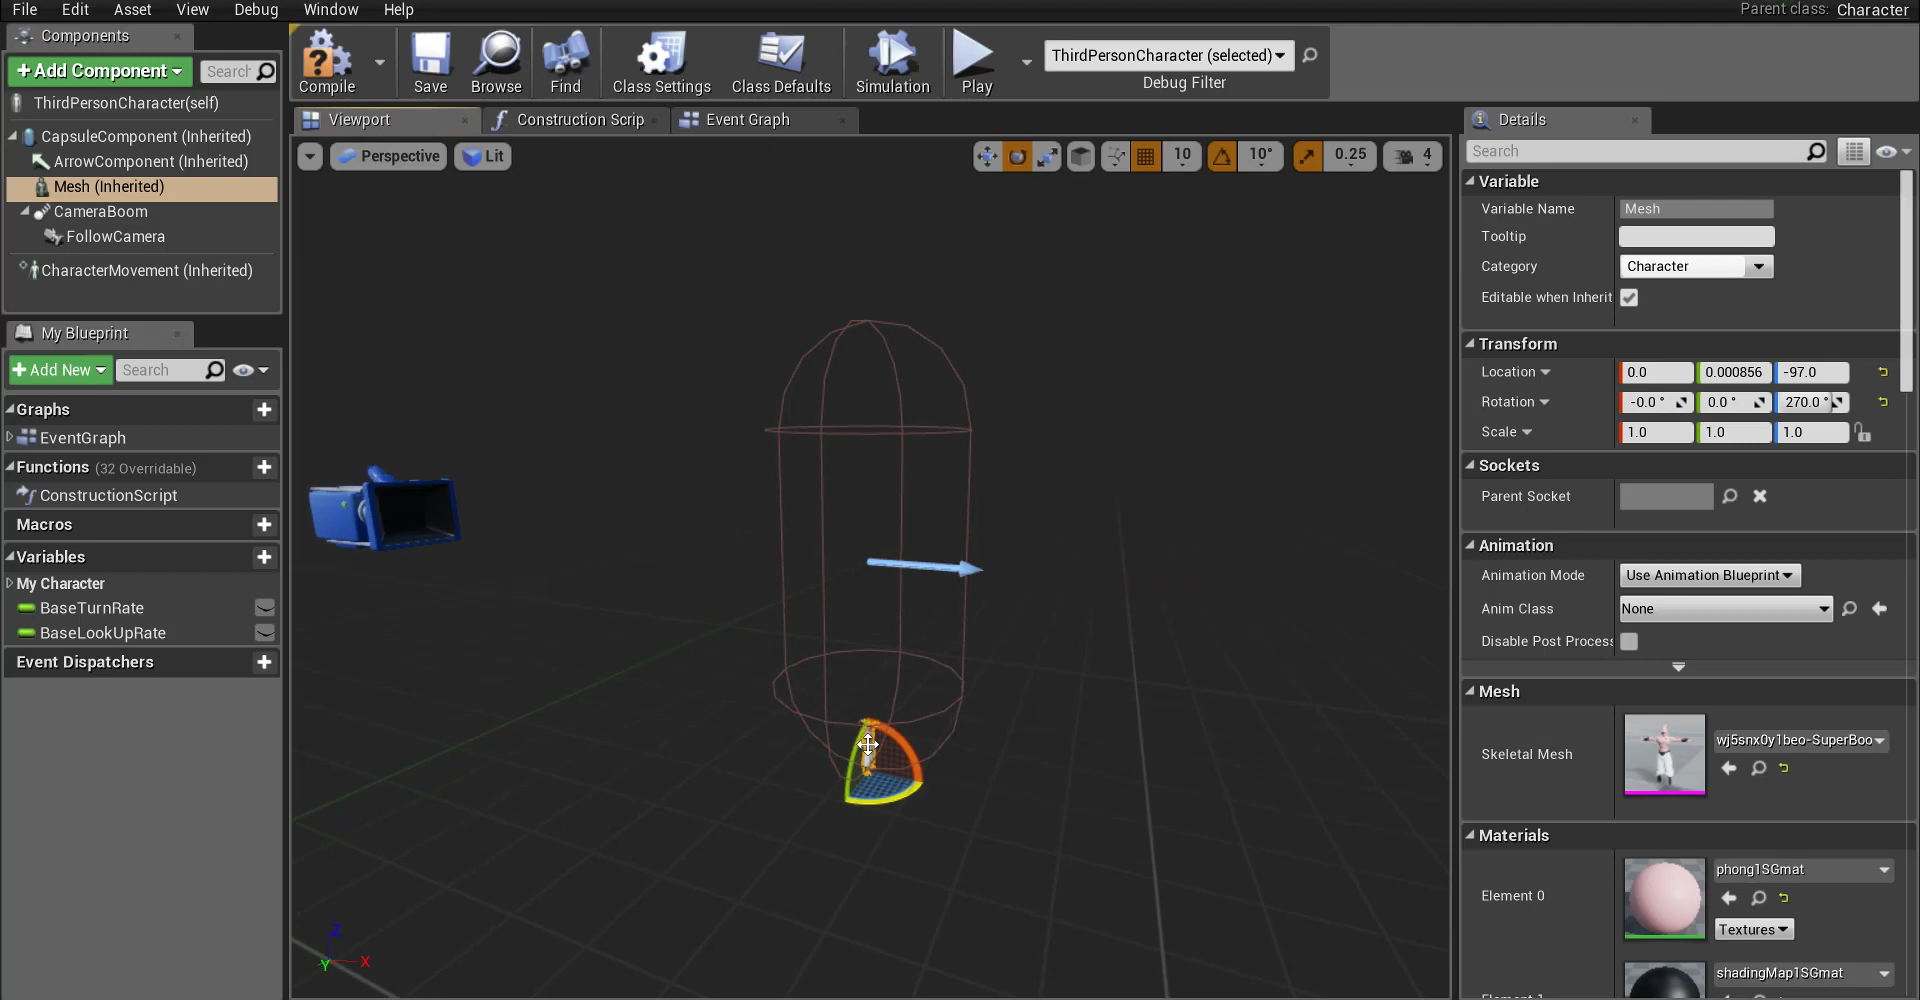 File Edit Asset View Debug Window Help
Parent class: Character
Components
+Add Component
Search
ThirdPersonCharacter(self)
CapsuleComponent (Inherited)
ArrowComponent (Inherited)
Mesh (Inherited)
CameraBoom
FollowCamera
CharacterMovement (Inherited)
My Blueprint
+Add New
Search
Graphs
EventGraph
Functions (32 Overridable)
ConstructionScript
Macros
Variables
My Character
BaseTurnRate
BaseLookUpRate
Event Dispatchers
Compile
Save
Browse
Find
Class Settings
Class Defaults
Simulation
Play
ThirdPersonCharacter (selected)
Debug Filter
Viewport
Construction Scrip
Event Graph
Perspective
Lit
10
10°
0.25
4
Z
Y
X
Details
Search
Variable
Variable Name Mesh
Tooltip
Category Character
Editable when Inherit
Transform
Location 0.0 0.000856 -97.0
Rotation -0.0 ° 0.0 ° 270.0 °
Scale 1.0 1.0 1.0
Sockets
Parent Socket
Animation
Animation Mode Use Animation Blueprint
Anim Class None
Disable Post Process
Mesh
Skeletal Mesh wj5snx0y1beo-SuperBoo
Materials
Element 0 phong1SGmat
Textures
shadingMap1SGmat